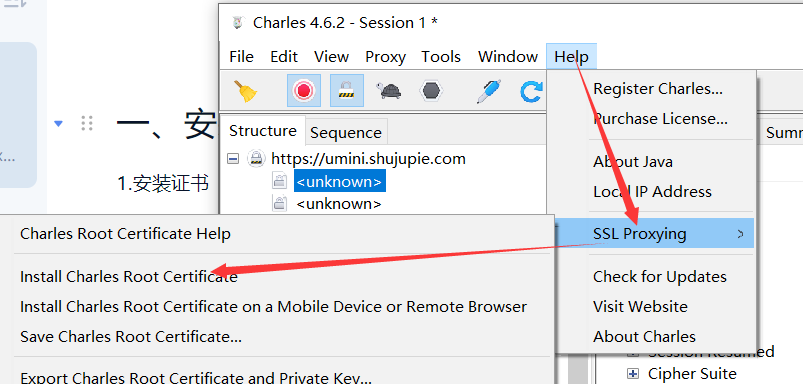 Charles 4.6.2 - Session 1 *
File Edit View Proxy Tools Window Help
Register Charles...
Purchase License...
About Java
Local IP Address
SSL Proxying
Check for Updates
Visit Website
About Charles
Structure Sequence
Summ
https://umini.shujupie.com
<unknown>
<unknown>
一、安
1.安装证书
x...
Charles Root Certificate Help
Install Charles Root Certificate
Install Charles Root Certificate on a Mobile Device or Remote Browser
Save Charles Root Certificate...
Export Charles Root Certificate and Private Key...
Session Resumed
Cipher Suite